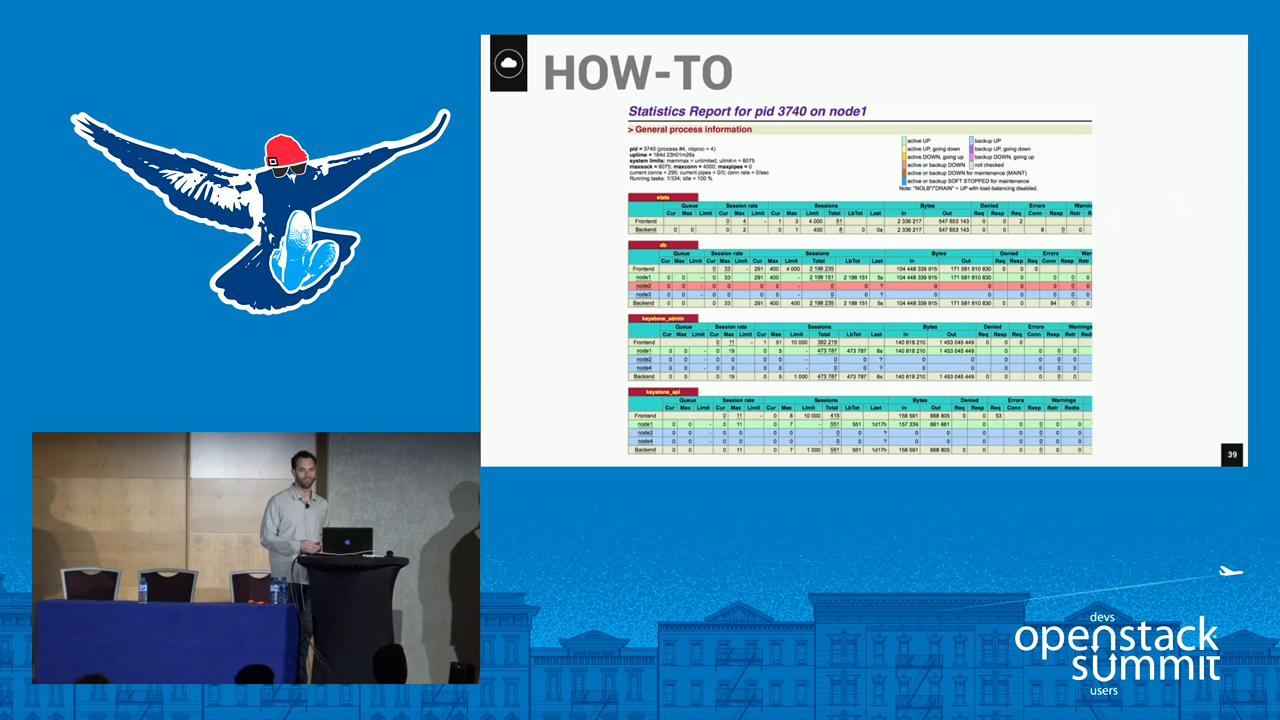 HOW-TO
Statistics Report for pid 3740 on node1
> General process information
pid = 3740 (process #4, nbproc = 4)
uptime = 184d 23h01m26s
system limits: memmax = unlimited; ulimit-n = 8075
maxsock = 8075; maxconn = 4000; maxpipes = 0
current conns = 295; current pipes = 0/0; conn rate = 0/sec
Running tasks: 1/334; idle = 100 %
active UP backup UP
active UP, going down backup UP, going down
active DOWN, going up backup DOWN, going up
active or backup DOWN not checked
active or backup DOWN for maintenance (MAINT)
active or backup SOFT STOPPED for maintenance
Note: "NOLB"/"DRAIN" = UP with load-balancing disabled.
stats
Queue Session rate Sessions Bytes Denied Errors Warnin
Cur Max Limit Cur Max Limit Cur Max Limit Total LbTot Last In Out Req Resp Req Conn Resp Retr R
Frontend 0 4 - 1 3 4 000 51 2 336 217 547 653 143 0 0 2
Backend 0 0 0 2 0 1 400 8 0 0s 2 336 217 547 653 143 0 0 8 0 0
db
Queue Session rate Sessions Bytes Denied Errors War
Cur Max Limit Cur Max Limit Cur Max Limit Total LbTot Last In Out Req Resp Req Conn Resp Retr
Frontend 0 33 - 291 400 4 000 2 198 235 104 448 339 915 171 581 810 830 0 0 0
node1 0 0 - 0 33 291 400 - 2 198 151 2 198 151 5s 104 448 339 915 171 581 810 830 0 0 0 0
node2 0 0 - 0 0 0 0 - 0 0 ? 0 0 0 0 0 0
node3 0 0 - 0 0 0 0 - 0 0 ? 0 0 0 0 0 0
Backend 0 0 0 33 291 400 400 2 198 235 2 198 151 5s 104 448 339 915 171 581 810 830 0 0 84 0 0
keystone_admin
Queue Session rate Sessions Bytes Denied Errors Warnings
Cur Max Limit Cur Max Limit Cur Max Limit Total LbTot Last In Out Req Resp Req Conn Resp Retr Redi
Frontend 0 11 - 1 51 10 000 382 219 140 818 210 1 453 045 449 0 0 0
node1 0 0 - 0 19 0 5 - 473 787 473 787 8s 140 818 210 1 453 045 449 0 0 0 0
node2 0 0 - 0 0 0 0 - 0 0 ? 0 0 0 0 0 0
node4 0 0 - 0 0 0 0 - 0 0 ? 0 0 0 0 0 0
Backend 0 0 0 19 0 5 1 000 473 787 473 787 8s 140 818 210 1 453 045 449 0 0 0 0 0
keystone_api
Queue Session rate Sessions Bytes Denied Errors Warnings
Cur Max Limit Cur Max Limit Cur Max Limit Total LbTot Last In Out Req Resp Req Conn Resp Retr Redis
Frontend 0 11 - 0 8 10 000 415 158 591 668 805 0 0 53
node1 0 0 - 0 11 0 7 - 551 551 1d17h 157 339 661 661 0 0 0 0
node2 0 0 - 0 0 0 0 - 0 0 ? 0 0 0 0 0 0
node4 0 0 - 0 0 0 0 - 0 0 ? 0 0 0 0 0 0
Backend 0 0 0 11 0 7 1 000 551 551 1d17h 158 591 668 805 0 0 0 0 0
39
devs
openstack
summit
users